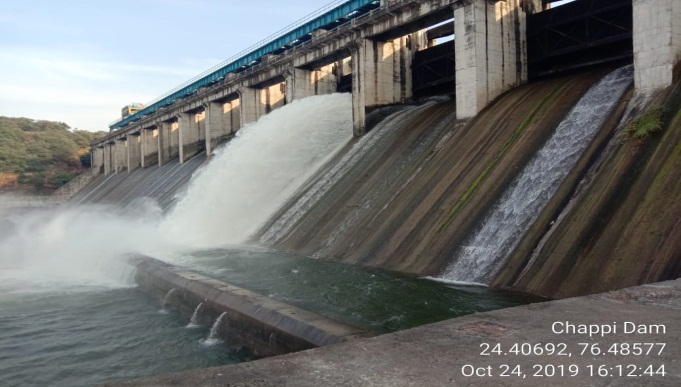 Chappi Dam
24.40692, 76.48577
Oct 24, 2019 16:12:44